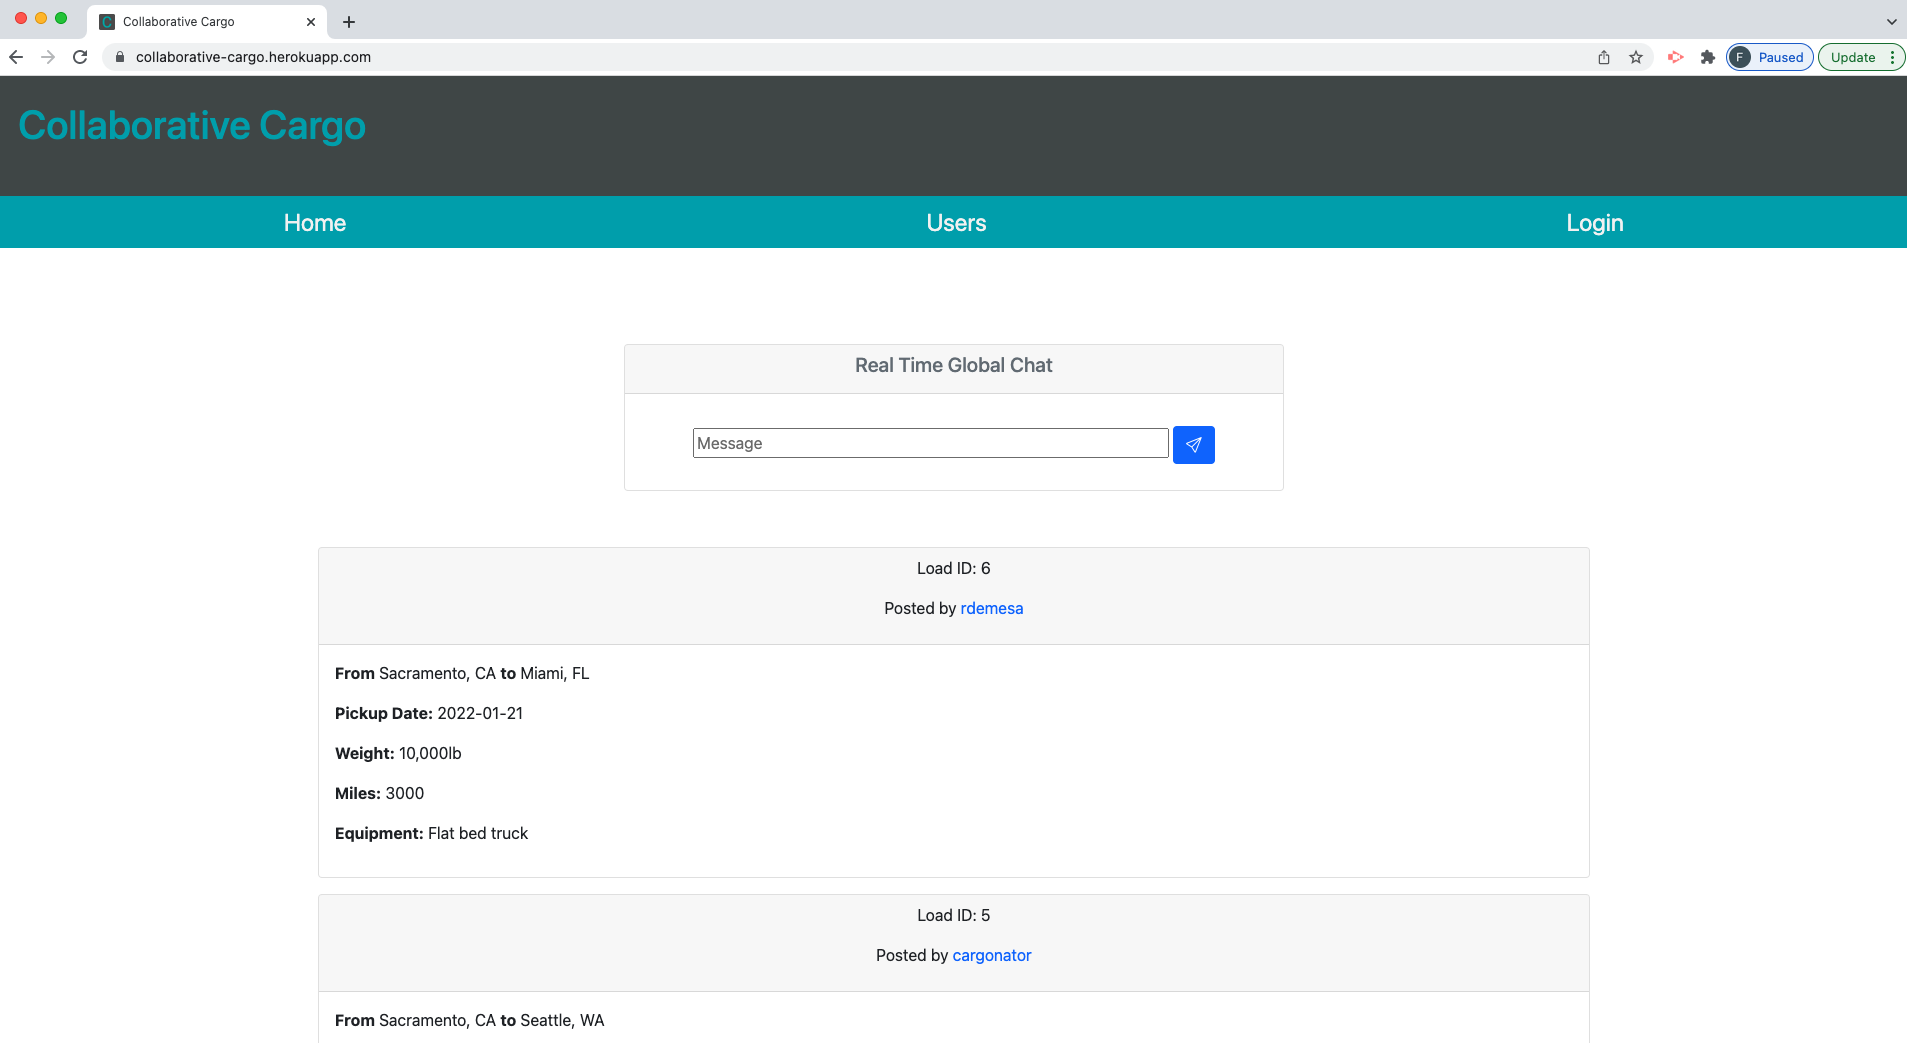 Collaborative Cargo
collaborative-cargo.herokuapp.com
F Paused Update
Collaborative Cargo
Home Users Login
Real Time Global Chat
Message
Load ID: 6
Posted by rdemesa
From Sacramento, CA to Miami, FL
Pickup Date: 2022-01-21
Weight: 10,000lb
Miles: 3000
Equipment: Flat bed truck
Load ID: 5
Posted by cargonator
From Sacramento, CA to Seattle, WA